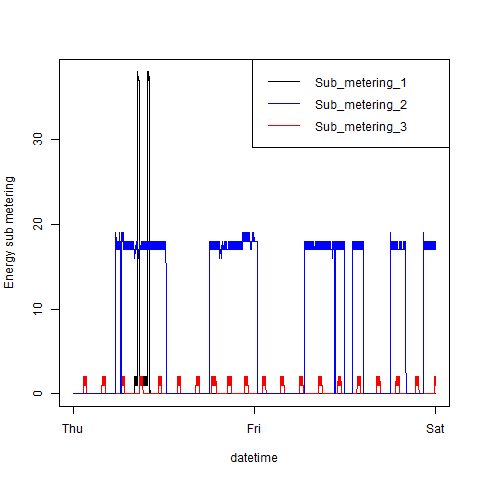 Sub_metering_1
Sub_metering_2
Sub_metering_3
Energy sub metering
30
20
10
0
Thu Fri Sat
datetime